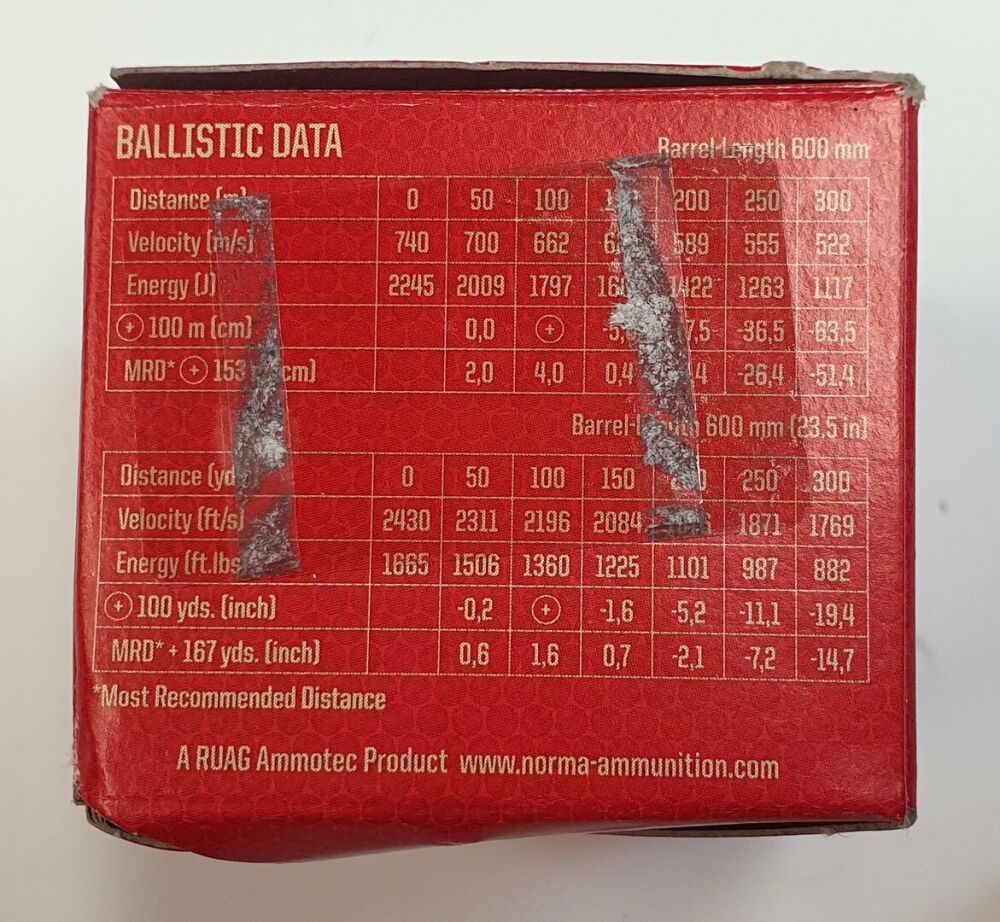 BALLISTIC DATA
Barrel-Length 600 mm
Distance (m) 0 50 100 200 250 300
Velocity (m/s) 740 700 662 589 555 522
Energy (J) 2245 2009 1797 1422 1263 1117
100 m (cm) 0,0 -36,5 -63,5
MRD* 153 cm) 2,0 4,0 0,4 -26,4 -51,4
Barrel-Length 600 mm (23,5 in)
Distance (yds.) 0 50 100 150 250 300
Velocity (ft/s) 2430 2311 2196 2084 1871 1769
Energy (ft.lbs 1665 1506 1360 1225 1101 987 882
100 yds. (inch) -0,2 -1,6 -5,2 -11,1 -19,4
MRD* + 167 yds. (inch) 0,6 1,6 0,7 -2,1 -7,2 -14,7
*Most Recommended Distance
A RUAG Ammotec Product www.norma-ammunition.com